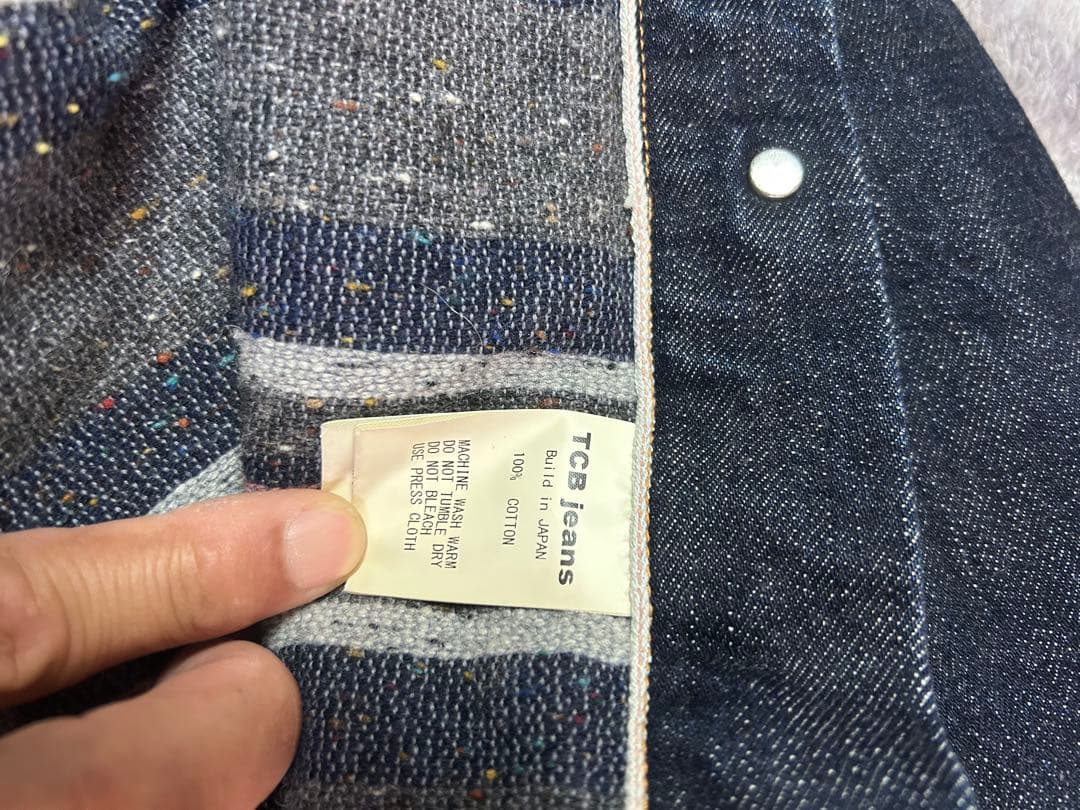 TCB jeans
Build in JAPAN
100% COTTON
MACHINE WASH WARM
DO NOT TUMBLE DRY
DO NOT BLEACH
USE PRESS CLOTH